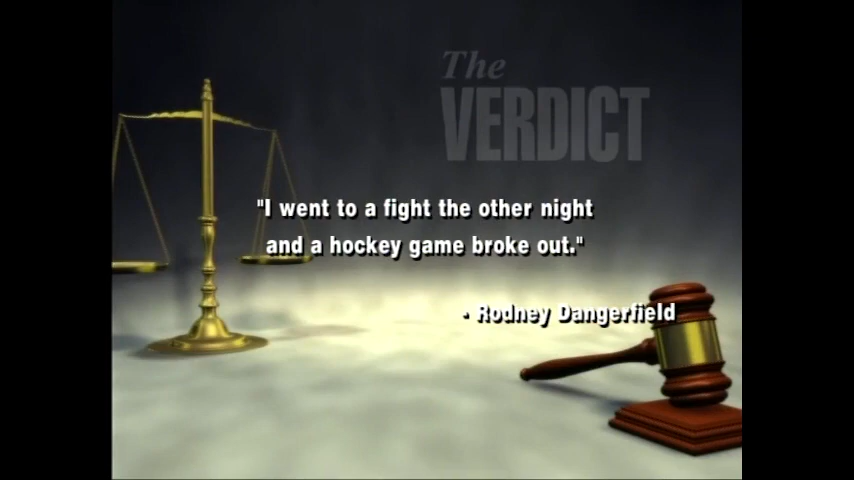 The
VERDICT
"I went to a fight the other night
and a hockey game broke out."
- Rodney Dangerfield